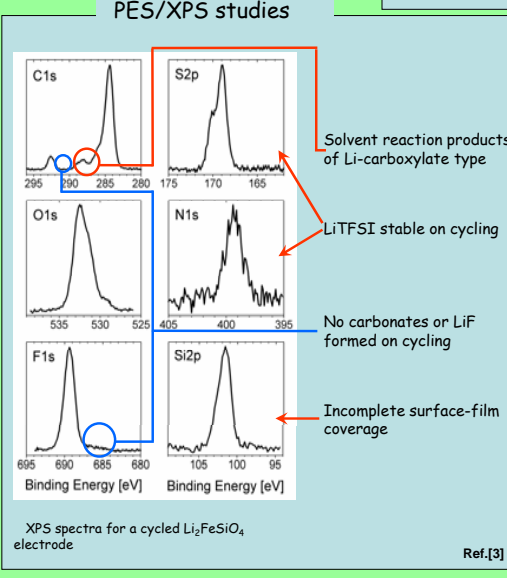 PES/XPS studies
C1s
295 290 285 280
S2p
175 170 165
Solvent reaction products
of Li-carboxylate type
O1s
535 530 525
N1s
405 400 395
LiTFSI stable on cycling
No carbonates or LiF
formed on cycling
F1s
695 690 685 680
Binding Energy [eV]
Si2p
105 100 95
Binding Energy [eV]
Incomplete surface-film
coverage
XPS spectra for a cycled Li₂FeSiO₄
electrode
Ref.[3]